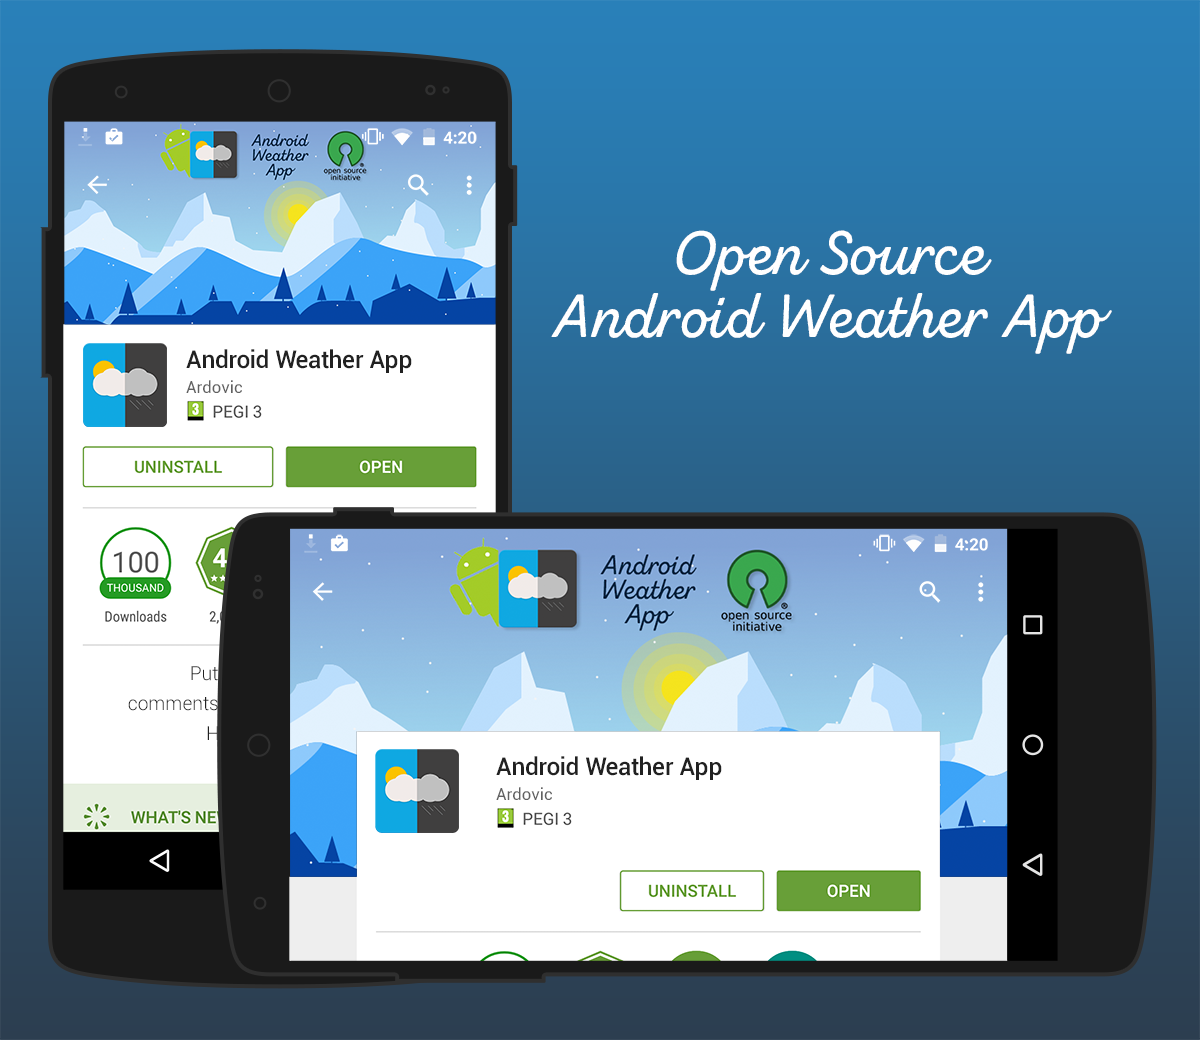 4:20
Android
Weather
App
open source
initiative
Open Source
Android Weather App
Android Weather App
Ardovic
3 PEGI 3
UNINSTALL
OPEN
100
THOUSAND
Downloads
4
2,0
Put
comments
H
WHAT'S NE
4:20
Android
Weather
App
open source
initiative
Android Weather App
Ardovic
3 PEGI 3
UNINSTALL
OPEN